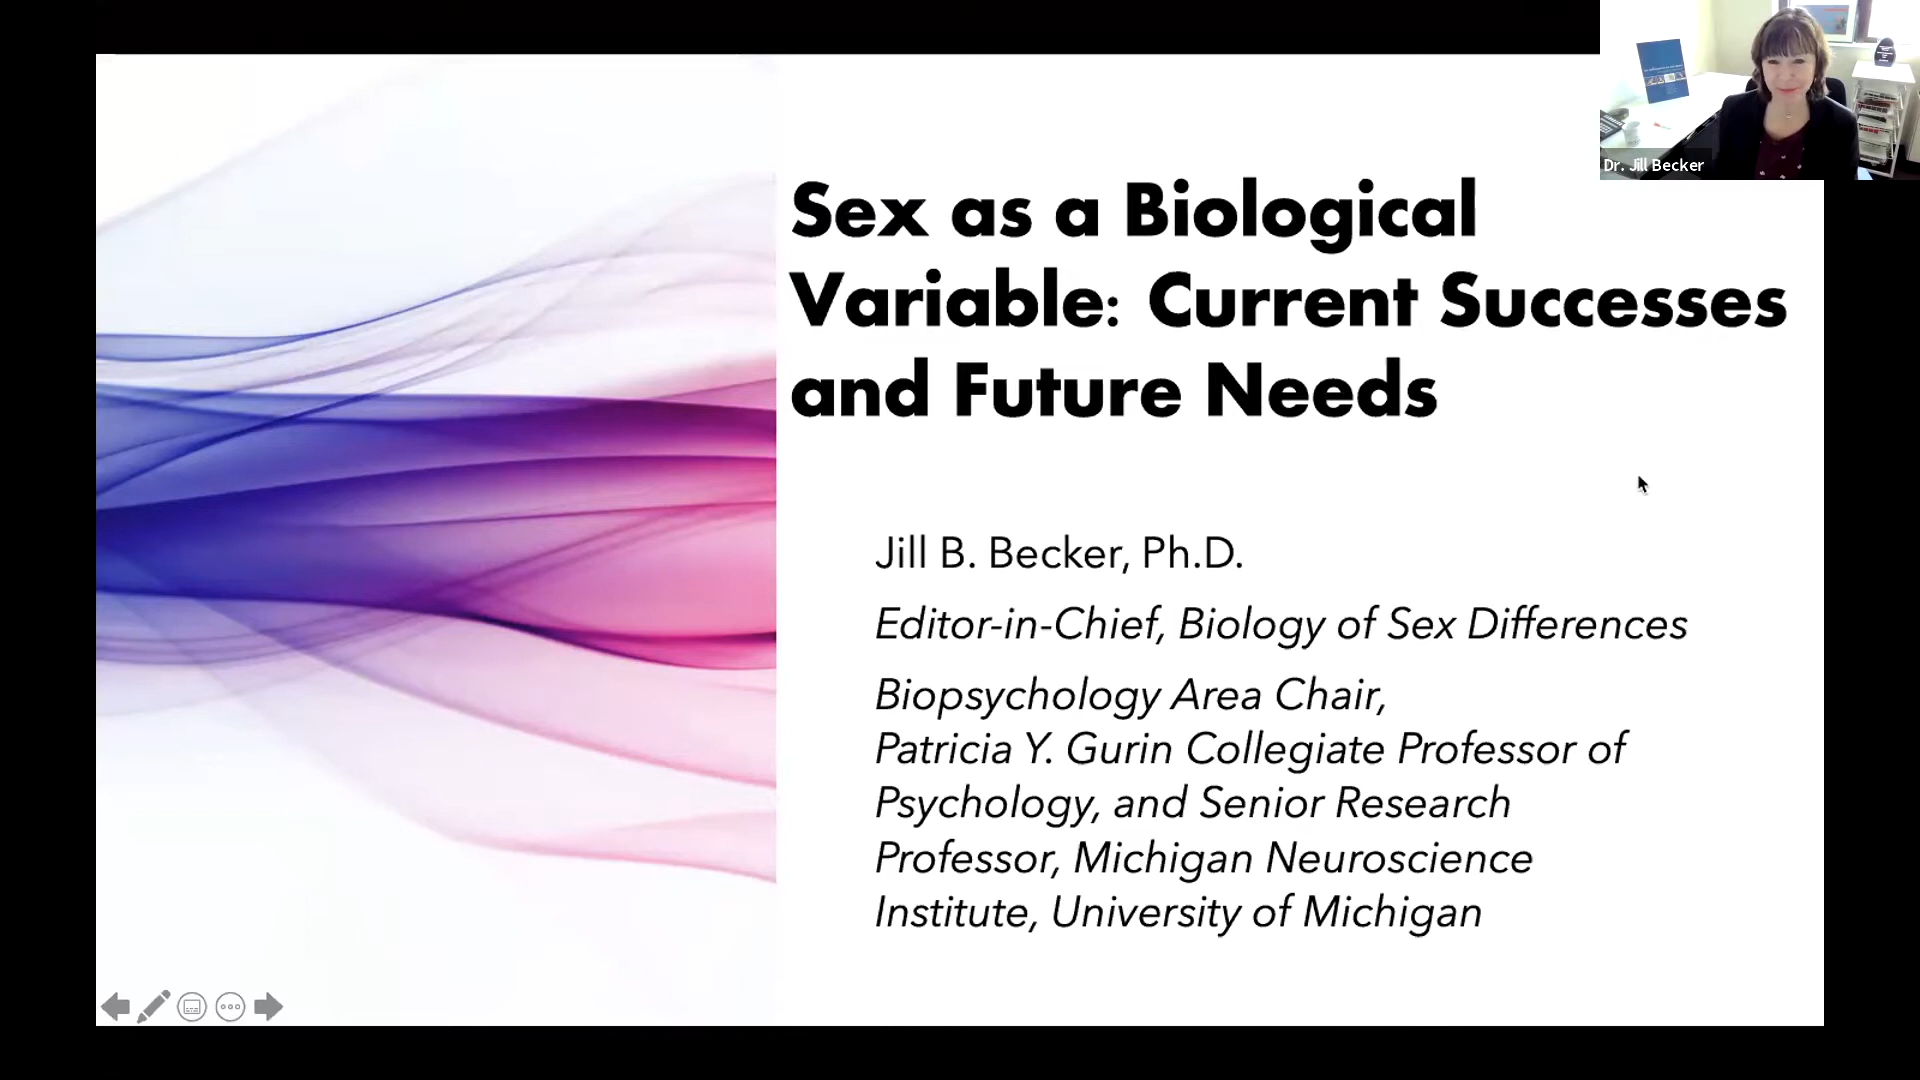 Dr. Jill Becker
Sex as a Biological
Variable: Current Successes
and Future Needs
Jill B. Becker, Ph.D.
Editor-in-Chief, Biology of Sex Differences
Biopsychology Area Chair,
Patricia Y. Gurin Collegiate Professor of
Psychology, and Senior Research
Professor, Michigan Neuroscience
Institute, University of Michigan